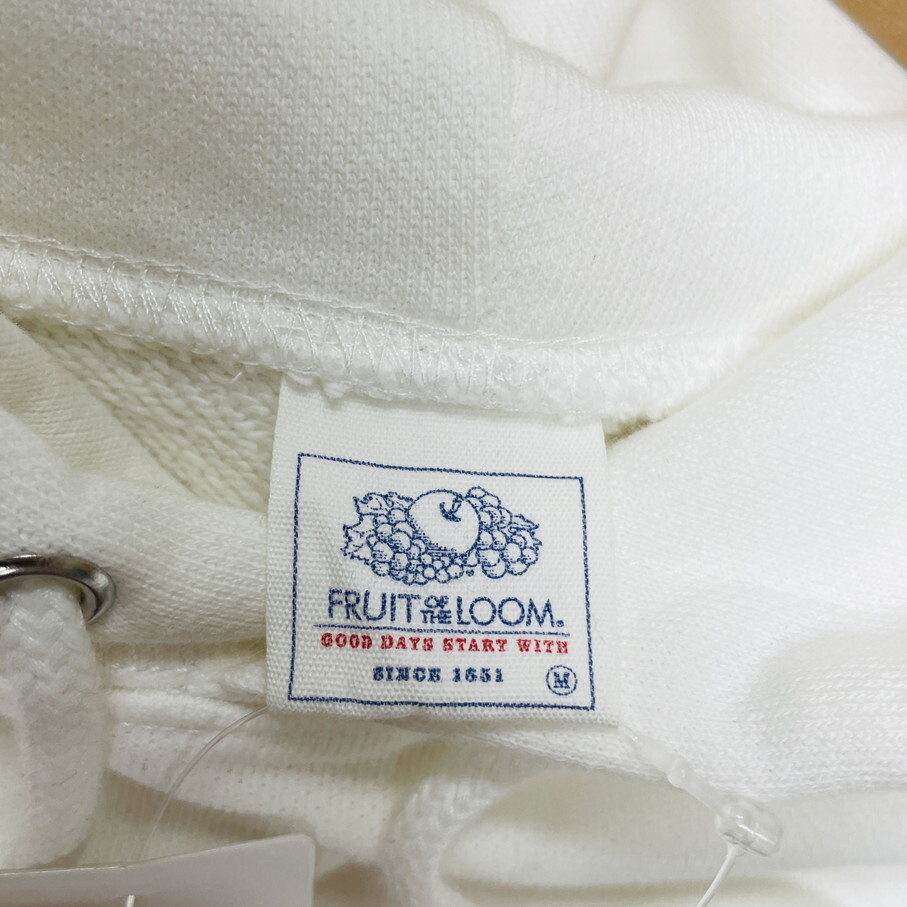 FRUIT OF THE LOOM®
GOOD DAYS START WITH
SINCE 1851
M